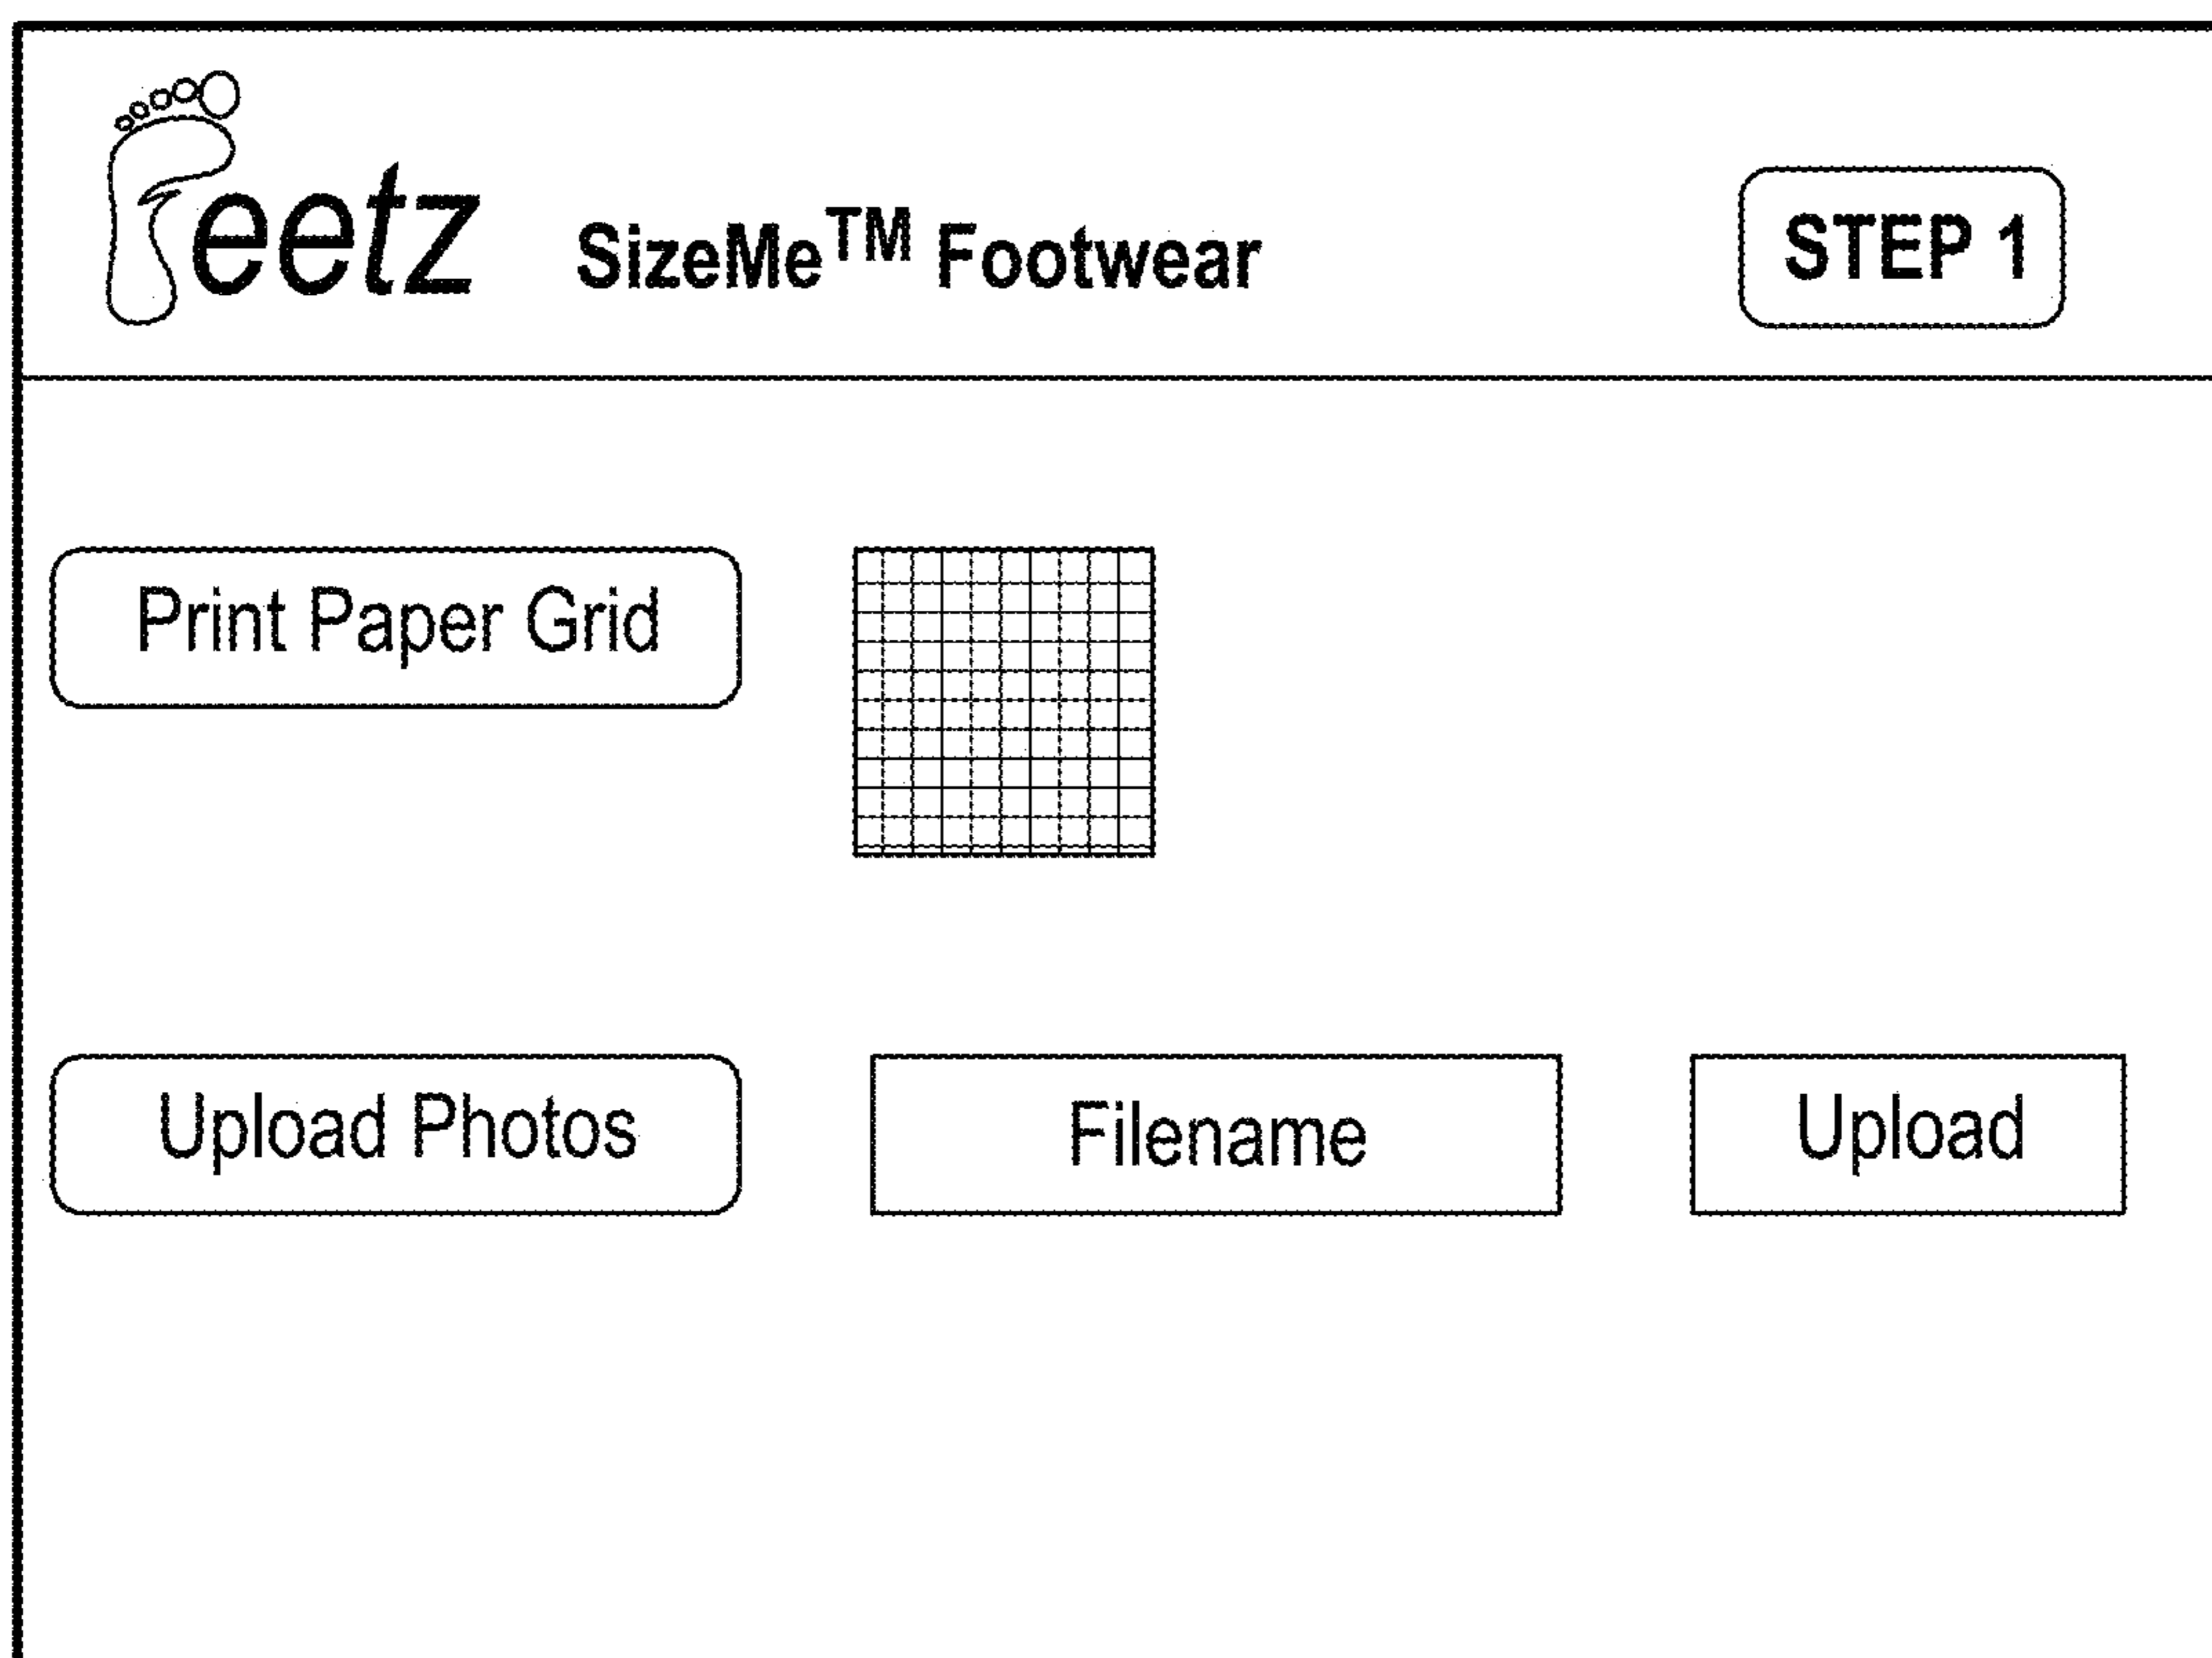 Feetz SizeMe™ Footwear STEP 1
Print Paper Grid
Upload Photos Filename Upload